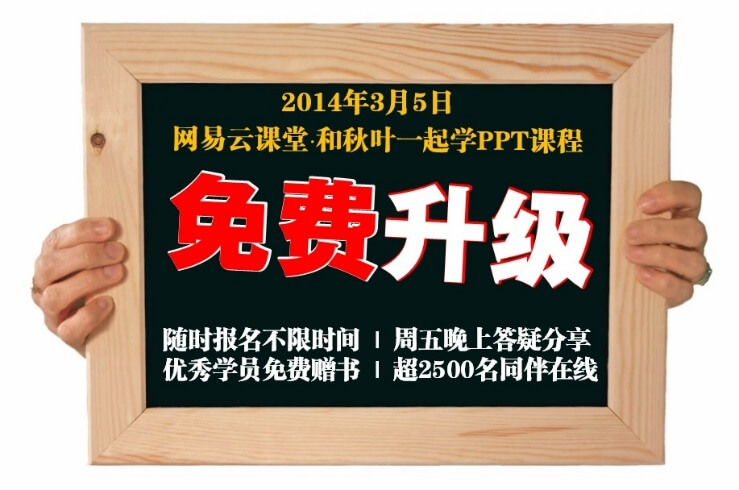 2014年3月5日
网易云课堂·和秋叶一起学PPT课程
免费升级
随时报名不限时间 | 周五晚上答疑分享
优秀学员免费赠书 | 超2500名同伴在线